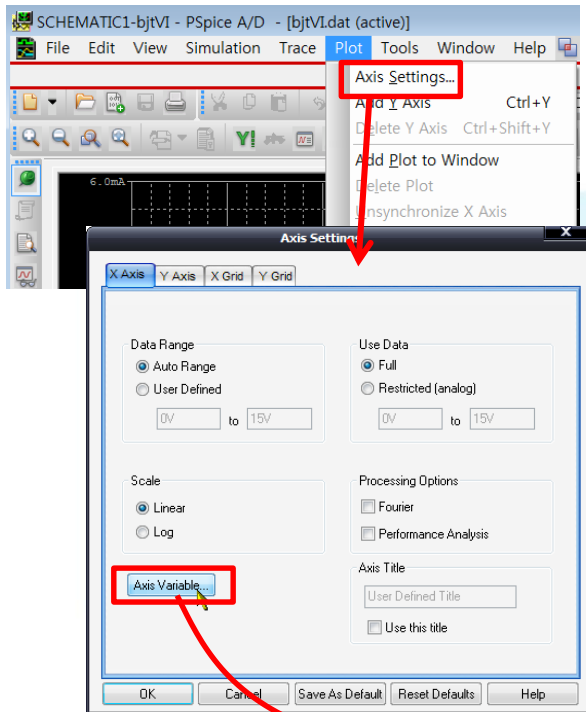 SCHEMATIC1-bjtVI - PSpice A/D - [bjtVI.dat (active)]
File Edit View Simulation Trace Plot Tools Window Help
Axis Settings...
Add Y Axis Ctrl+Y
Delete Y Axis Ctrl+Shift+Y
Add Plot to Window
Delete Plot
Unsynchronize X Axis
6.0mA
Axis Settings
X
X Axis Y Axis X Grid Y Grid
Data Range
Auto Range
User Defined
0V to 15V
Use Data
Full
Restricted (analog)
0V to 15V
Scale
Linear
Log
Processing Options
Fourier
Performance Analysis
Axis Variable...
Axis Title
User Defined Title
Use this title
OK Cancel Save As Default Reset Defaults Help